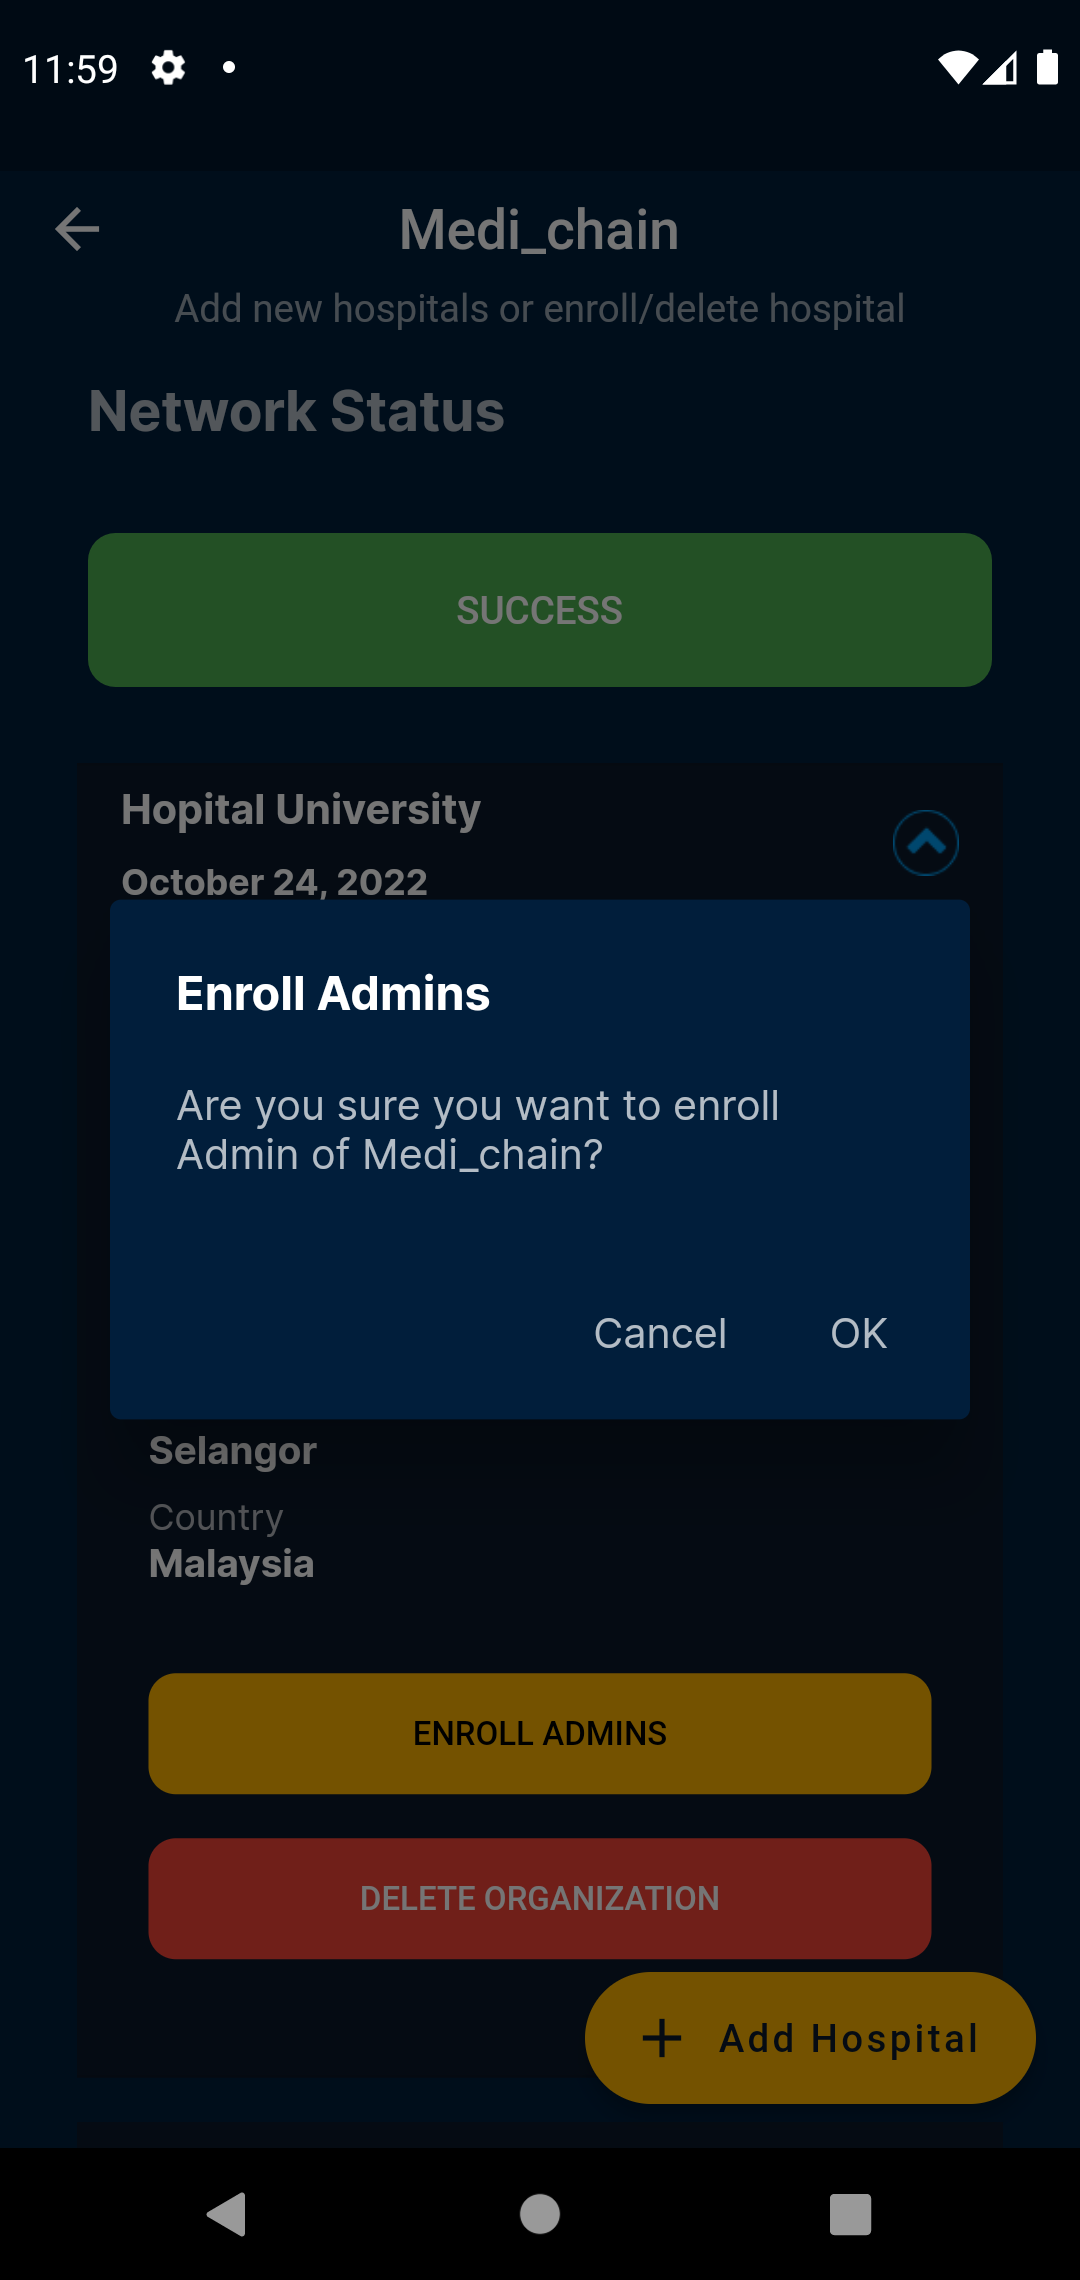 11:59
Medi_chain
Add new hospitals or enroll/delete hospital
Network Status
SUCCESS
Hopital University
October 24, 2022
Enroll Admins
Are you sure you want to enroll
Admin of Medi_chain?
Cancel OK
Selangor
Country
Malaysia
ENROLL ADMINS
DELETE ORGANIZATION
Add Hospital